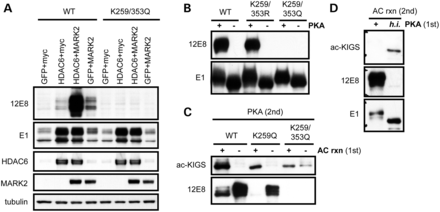 A
WT K259/353Q
GFP+myc HDAC6+myc HDAC6+MARK2 GFP+MARK2 GFP+myc HDAC6+myc HDAC6+MARK2 GFP+MARK2
12E8
E1
HDAC6
MARK2
tubulin
B
WT K259/353R K259/353Q
+ - + - + - PKA
12E8
E1
C
PKA (2nd)
WT K259Q K259/353Q
+ - + - + - AC rxn (1st)
ac-KIGS
12E8
D
AC rxn (2nd)
+ h.i. PKA (1st)
ac-KIGS
12E8
E1